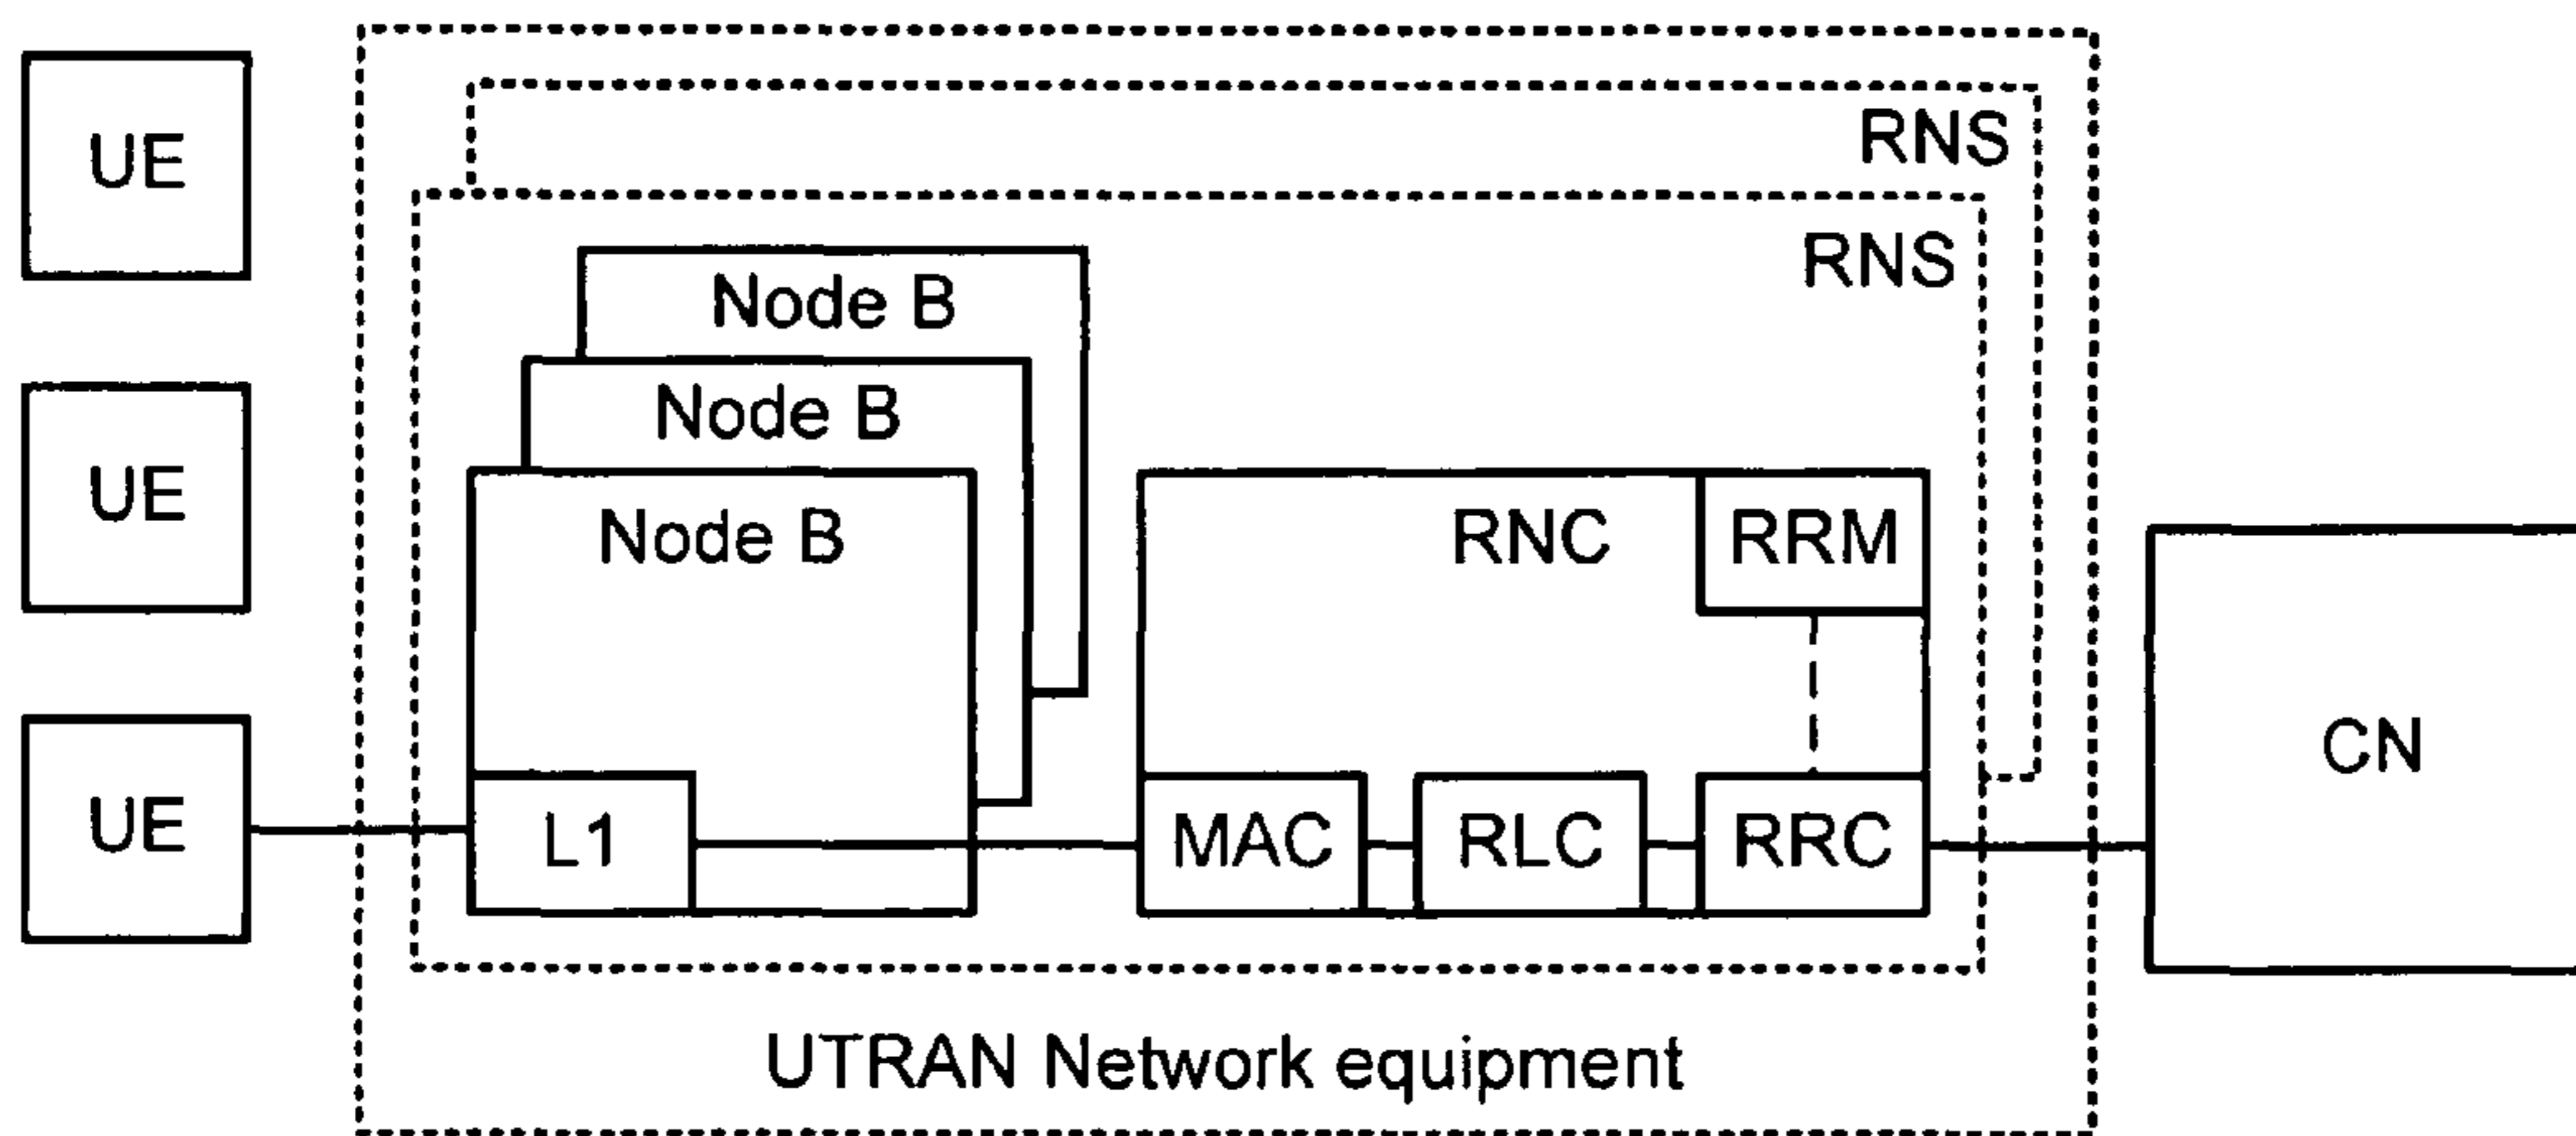 UE
RNS
RNS
Node B
Node B
UE
Node B
RNC
RRM
CN
UE
L1
MAC
RLC
RRC
UTRAN Network equipment